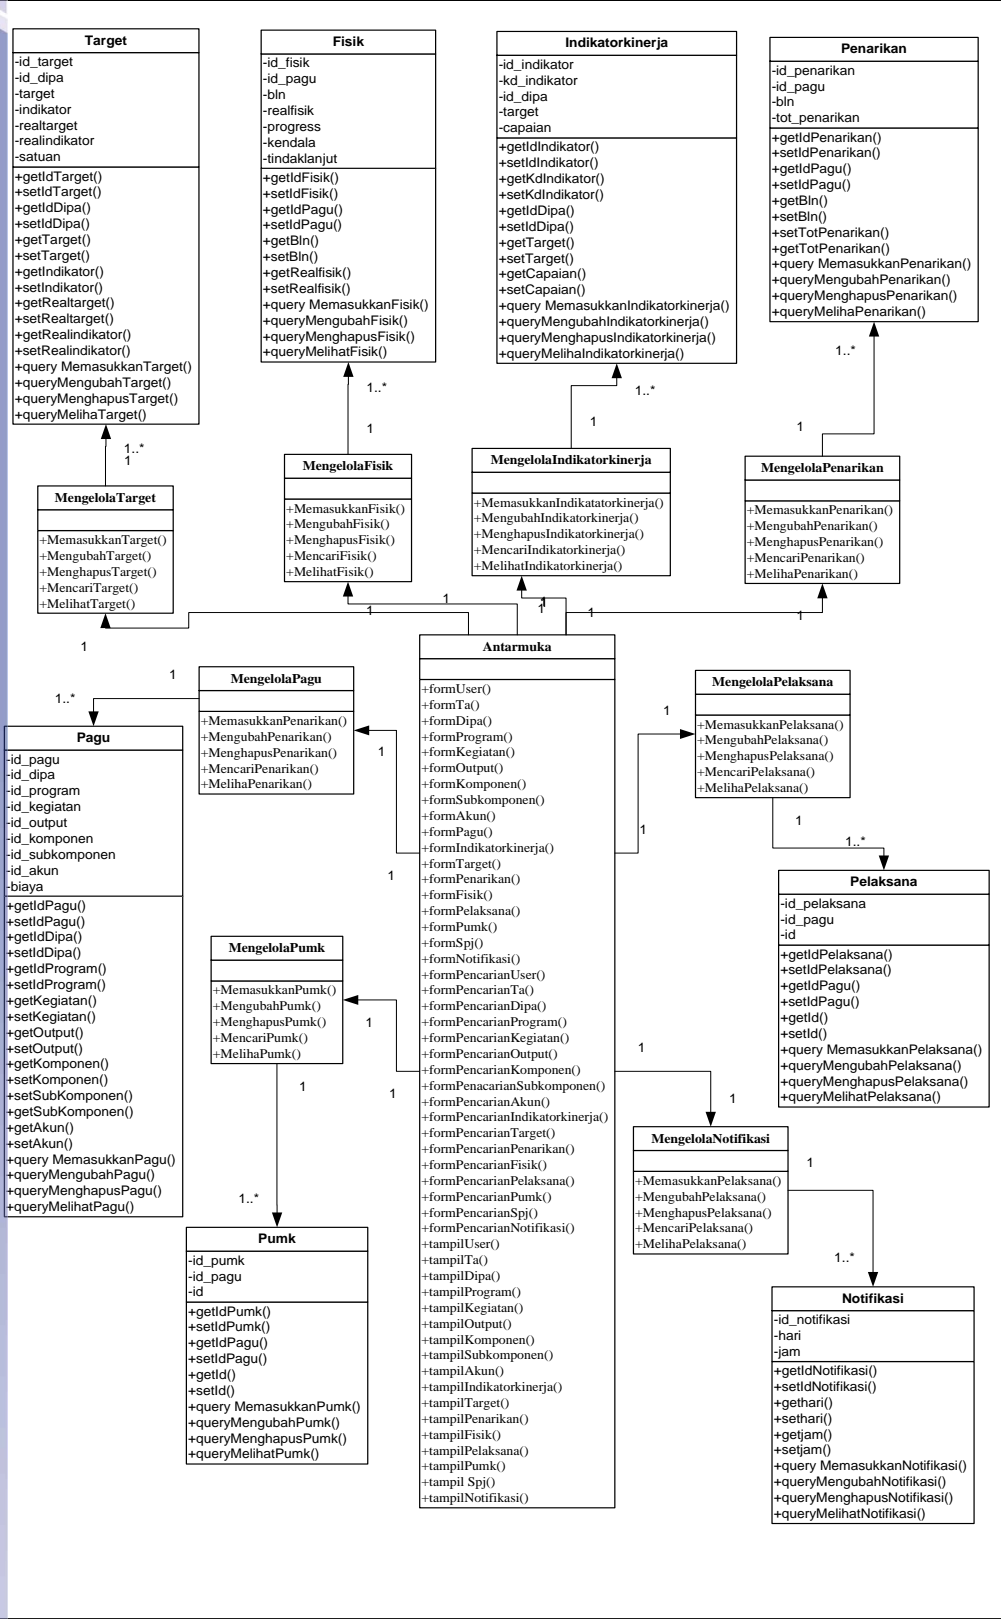 Target
-id_target
-id_dipa
-target
-indikator
-realtarget
-realindikator
-satuan
+getIdTarget()
+setIdTarget()
+getIdDipa()
+setIdDipa()
+getTarget()
+setTarget()
+getIndikator()
+setIndikator()
+getRealtarget()
+setRealtarget()
+getRealindikator()
+setRealindikator()
+query MemasukkanTarget()
+queryMengubahTarget()
+queryMenghapusTarget()
+queryMelihaTarget()
Fisik
-id_fisik
-id_pagu
-bln
-realfisik
-progress
-kendala
-tindaklanjut
+getIdFisik()
+setIdFisik()
+getIdPagu()
+setIdPagu()
+getBln()
+setBln()
+getRealfisik()
+setRealfisik()
+query MemasukkanFisik()
+queryMengubahFisik()
+queryMenghapusFisik()
+queryMelihatFisik()
Indikatorkinerja
-id_indikator
-kd_indikator
-id_dipa
-target
-capaian
+getIdIndikator()
+setIdIndikator()
+getKdIndikator()
+setKdIndikator()
+getIdDipa()
+setIdDipa()
+getTarget()
+setTarget()
+getCapaian()
+setCapaian()
+query MemasukkanIndikatorkinerja()
+queryMengubahIndikatorkinerja()
+queryMenghapusIndikatorkinerja()
+queryMelihaIndikatorkinerja()
Penarikan
-id_penarikan
-id_pagu
-bln
-tot_penarikan
+getIdPenarikan()
+setIdPenarikan()
+getIdPagu()
+setIdPagu()
+getBln()
+setBln()
+setTotPenarikan()
+getTotPenarikan()
+query MemasukkanPenarikan()
+queryMengubahPenarikan()
+queryMenghapusPenarikan()
+queryMelihaPenarikan()
1..*
1
1..*
1
1..*
1
1..*
1
MengelolaTarget
+MemasukkanTarget()
+MengubahTarget()
+MenghapusTarget()
+MencariTarget()
+MelihatTarget()
MengelolaFisik
+MemasukkanFisik()
+MengubahFisik()
+MenghapusFisik()
+MencariFisik()
+MelihatFisik()
MengelolaIndikatorkinerja
+MemasukkanIndikatatorkinerja()
+MengubahIndikatorkinerja()
+MenghapusIndikatorkinerja()
+MencariIndikatorkinerja()
+MelihatIndikatorkinerja()
MengelolaPenarikan
+MemasukkanPenarikan()
+MengubahPenarikan()
+MenghapusPenarikan()
+MencariPenarikan()
+MelihaPenarikan()
1
1
1
1
1
1
1
1
Antarmuka
+formUser()
+formTa()
+formDipa()
+formProgram()
+formKegiatan()
+formOutput()
+formKomponen()
+formSubkomponen()
+formAkun()
+formPagu()
+formIndikatorkinerja()
+formTarget()
+formPenarikan()
+formFisik()
+formPelaksana()
+formPumk()
+formSpj()
+formNotifikasi()
+formPencarianUser()
+formPencarianTa()
+formPencarianDipa()
+formPencarianProgram()
+formPencarianKegiatan()
+formPencarianOutput()
+formPencarianKomponen()
+formPenacarianSubkomponen()
+formPencarianAkun()
+formPencarianIndikatorkinerja()
+formPencarianTarget()
+formPencarianPenarikan()
+formPencarianFisik()
+formPencarianPelaksana()
+formPencarianPumk()
+formPencarianSpj()
+formPencarianNotifikasi()
+tampilUser()
+tampilTa()
+tampilDipa()
+tampilProgram()
+tampilKegiatan()
+tampilOutput()
+tampilKomponen()
+tampilSubkomponen()
+tampilAkun()
+tampilIndikatorkinerja()
+tampilTarget()
+tampilPenarikan()
+tampilFisik()
+tampilPelaksana()
+tampilPumk()
+tampil Spj()
+tampilNotifikasi()
MengelolaPagu
+MemasukkanPenarikan()
+MengubahPenarikan()
+MenghapusPenarikan()
+MencariPenarikan()
+MelihaPenarikan()
1
1..*
1
1
Pagu
-id_pagu
-id_dipa
-id_program
-id_kegiatan
-id_output
-id_komponen
-id_subkomponen
-id_akun
-biaya
+getIdPagu()
+setIdPagu()
+getIdDipa()
+setIdDipa()
+getIdProgram()
+setIdProgram()
+getKegiatan()
+setKegiatan()
+getOutput()
+setOutput()
+getKomponen()
+setKomponen()
+setSubKomponen()
+getSubKomponen()
+getAkun()
+setAkun()
+query MemasukkanPagu()
+queryMengubahPagu()
+queryMenghapusPagu()
+queryMelihatPagu()
MengelolaPumk
+MemasukkanPumk()
+MengubahPumk()
+MenghapusPumk()
+MencariPumk()
+MelihaPumk()
1
1
1
1..*
Pumk
-id_pumk
-id_pagu
-id
+getIdPumk()
+setIdPumk()
+getIdPagu()
+setIdPagu()
+getId()
+setId()
+query MemasukkanPumk()
+queryMengubahPumk()
+queryMenghapusPumk()
+queryMelihatPumk()
MengelolaPelaksana
+MemasukkanPelaksana()
+MengubahPelaksana()
+MenghapusPelaksana()
+MencariPelaksana()
+MelihaPelaksana()
1
1
1
1..*
Pelaksana
-id_pelaksana
-id_pagu
-id
+getIdPelaksana()
+setIdPelaksana()
+getIdPagu()
+setIdPagu()
+getId()
+setId()
+query MemasukkanPelaksana()
+queryMengubahPelaksana()
+queryMenghapusPelaksana()
+queryMelihatPelaksana()
1
1
MengelolaNotifikasi
+MemasukkanPelaksana()
+MengubahPelaksana()
+MenghapusPelaksana()
+MencariPelaksana()
+MelihaPelaksana()
1
1..*
Notifikasi
-id_notifikasi
-hari
-jam
+getIdNotifikasi()
+setIdNotifikasi()
+gethari()
+sethari()
+getjam()
+setjam()
+query MemasukkanNotifikasi()
+queryMengubahNotifikasi()
+queryMenghapusNotifikasi()
+queryMelihatNotifikasi()